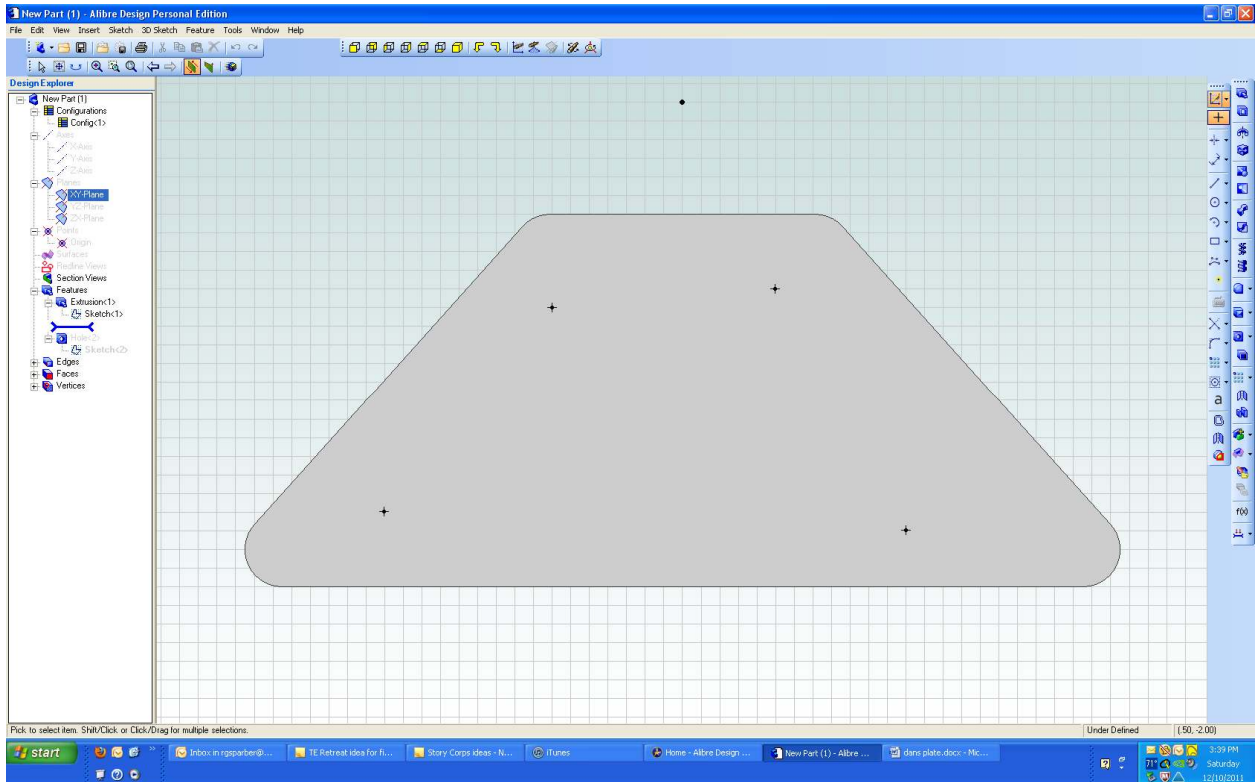 New Part (1) - Alibre Design Personal Edition
File Edit View Insert Sketch 3D Sketch Feature Tools Window Help
Design Explorer
New Part (1)
Configurations
Config<1>
Axes
X-Axis
Y-Axis
Z-Axis
Planes
XY-Plane
YZ-Plane
ZX-Plane
Points
Origin
Surfaces
Redline Views
Section Views
Features
Extrusion<1>
Sketch<1>
Hole<2>
Sketch<2>
Edges
Faces
Vertices
a
f(x)
Pick to select item. Shift/Click or Click/Drag for multiple selections.
Under Defined (.50, -2.00)
start
Inbox in rgsparber@... TE Retreat idea for fi... Story Corps ideas - N... iTunes Home - Alibre Design ... New Part (1) - Alibre ... dans plate.docx - Mic...
71°
3:39 PM
Saturday
12/10/2011